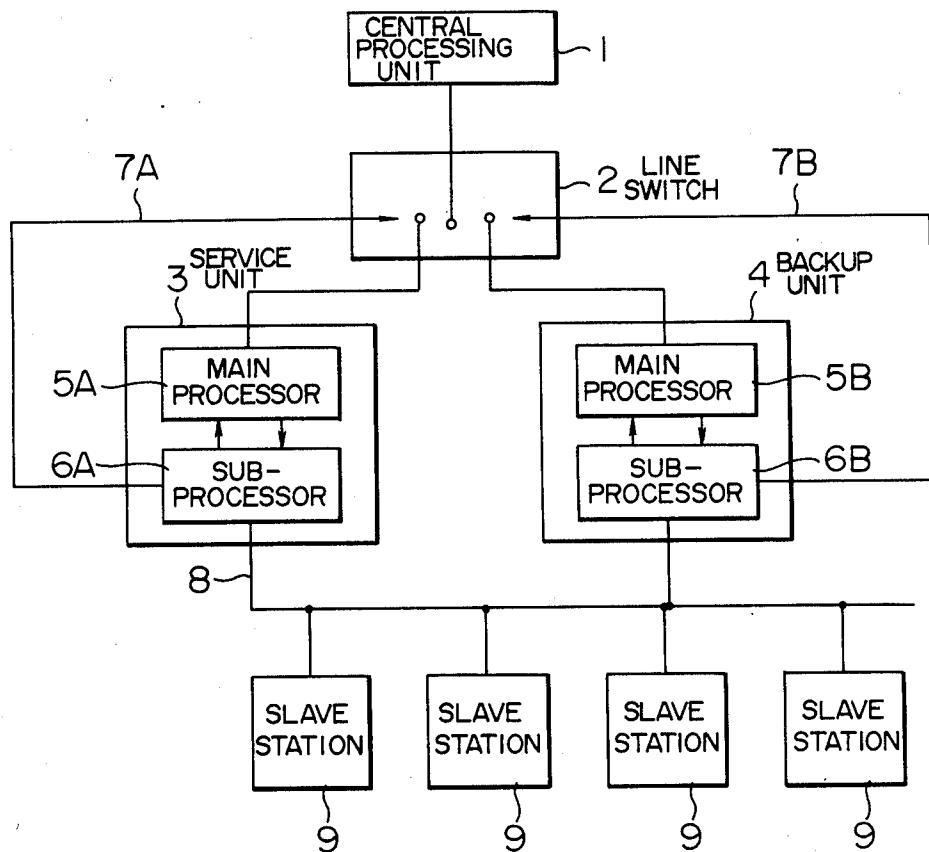 CENTRAL
PROCESSING
UNIT
1
7A
2 LINE
SWITCH
7B
3 SERVICE
UNIT
4 BACKUP
UNIT
MAIN
PROCESSOR
5A
MAIN
PROCESSOR
5B
6A
SUB-
PROCESSOR
SUB-
PROCESSOR
6B
8
SLAVE
STATION
SLAVE
STATION
SLAVE
STATION
SLAVE
STATION
9
9
9
9